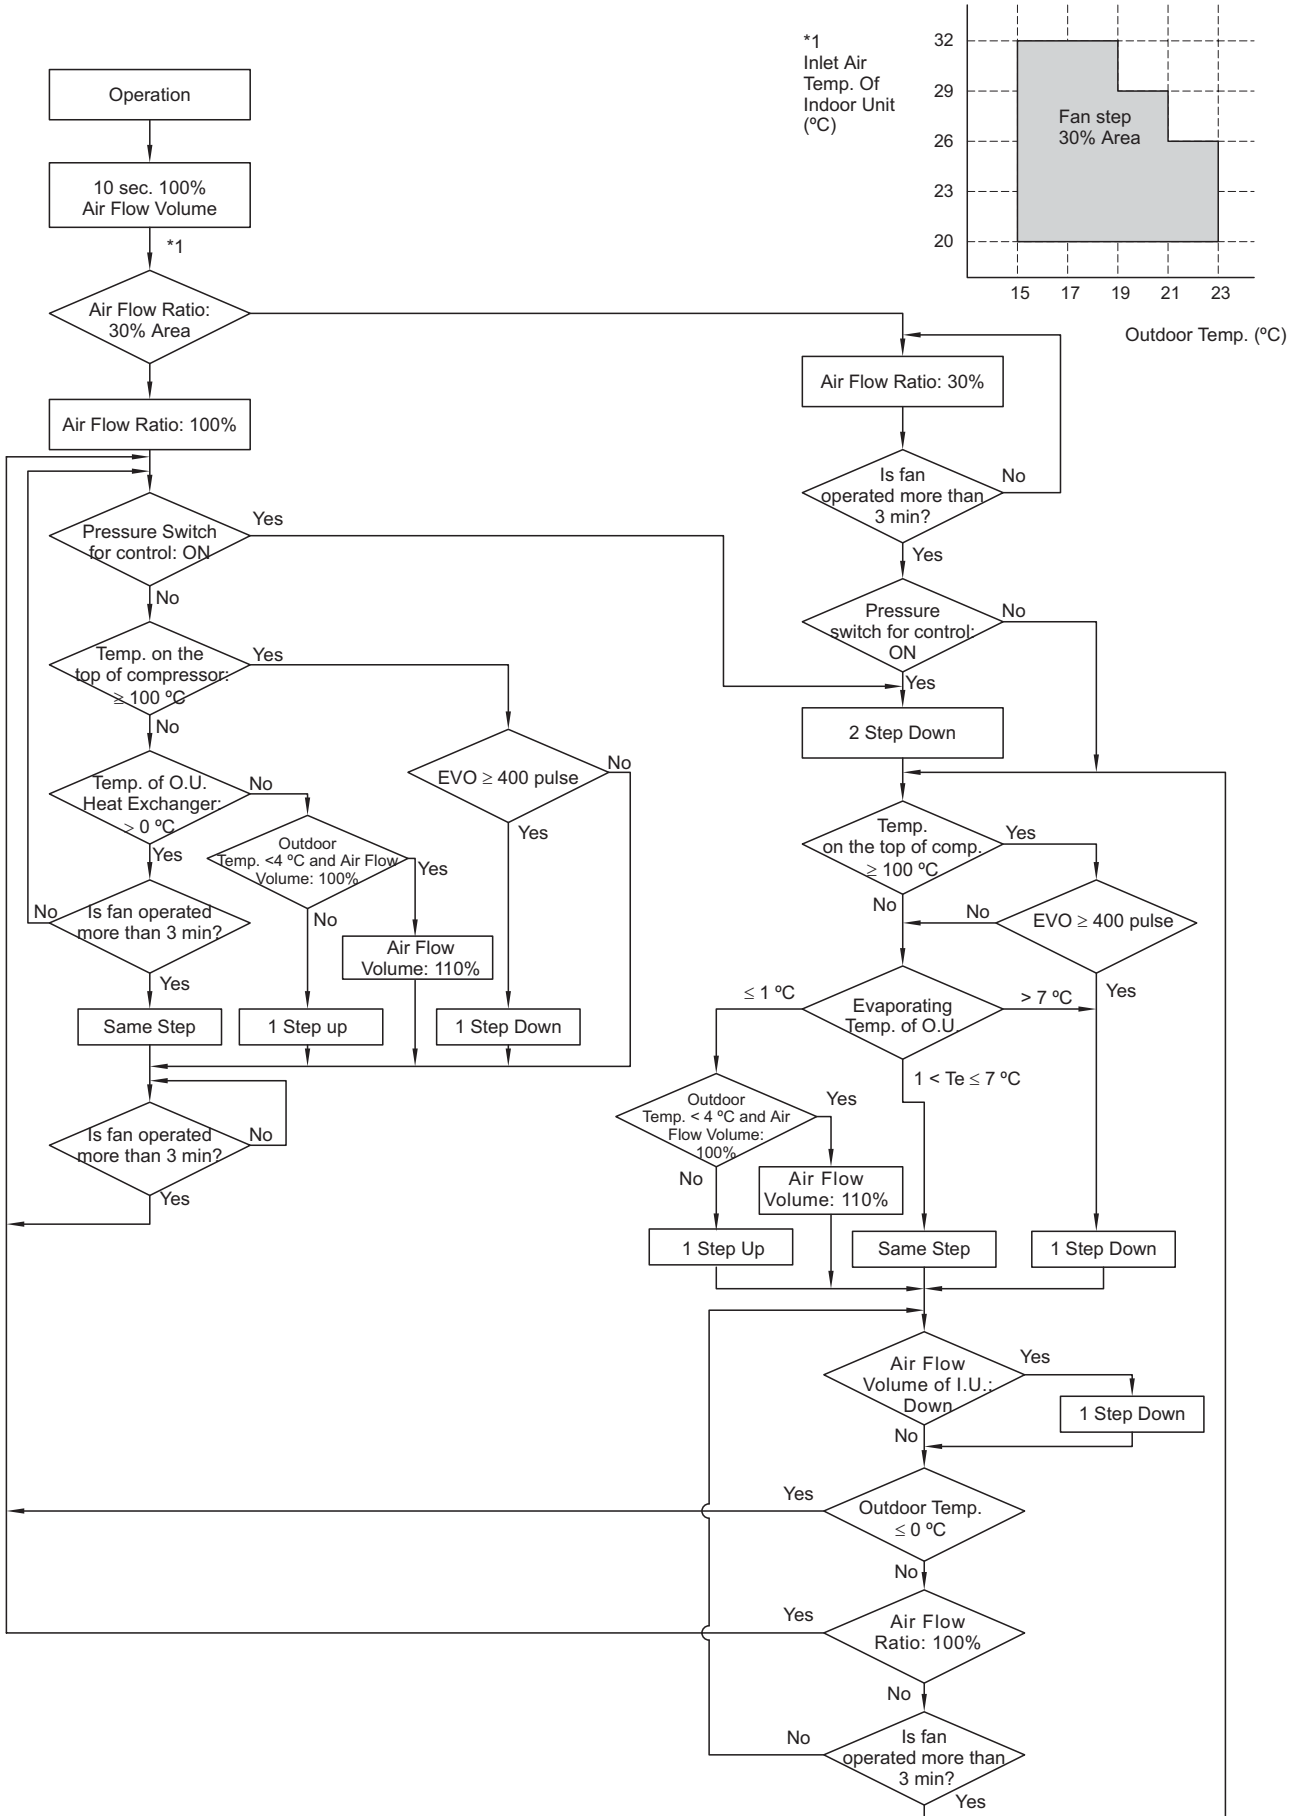 *1
Inlet Air
Temp. Of
Indoor Unit
(ºC)
32
29
26
23
20
Fan step
30% Area
15 17 19 21 23
Outdoor Temp. (ºC)
Operation
10 sec. 100%
Air Flow Volume
*1
Air Flow Ratio:
30% Area
Air Flow Ratio: 100%
Pressure Switch
for control: ON
Yes
No
Temp. on the
top of compressor:
≥ 100 ºC
Yes
No
Temp. of O.U.
Heat Exchanger:
> 0 ºC
No
Yes
EVO ≥ 400 pulse
No
Yes
Outdoor
Temp. <4 ºC and Air Flow
Volume: 100%
Yes
No
Is fan operated
more than 3 min?
No
Yes
Air Flow
Volume: 110%
Same Step
1 Step up
1 Step Down
Is fan operated
more than 3 min?
No
Yes
Air Flow Ratio: 30%
Is fan
operated more than
3 min?
No
Yes
Pressure
switch for control:
ON
No
Yes
2 Step Down
Temp.
on the top of comp.
≥ 100 ºC
Yes
No
EVO ≥ 400 pulse
No
Yes
Evaporating
Temp. of O.U.
≤ 1 ºC
> 7 ºC
1 < Te ≤ 7 ºC
Outdoor
Temp. < 4 ºC and Air
Flow Volume:
100%
Yes
No
Air Flow
Volume: 110%
1 Step Up
Same Step
1 Step Down
Air Flow
Volume of I.U.:
Down
Yes
No
1 Step Down
Outdoor Temp.
≤ 0 ºC
Yes
No
Air Flow
Ratio: 100%
Yes
No
Is fan
operated more than
3 min?
No
Yes